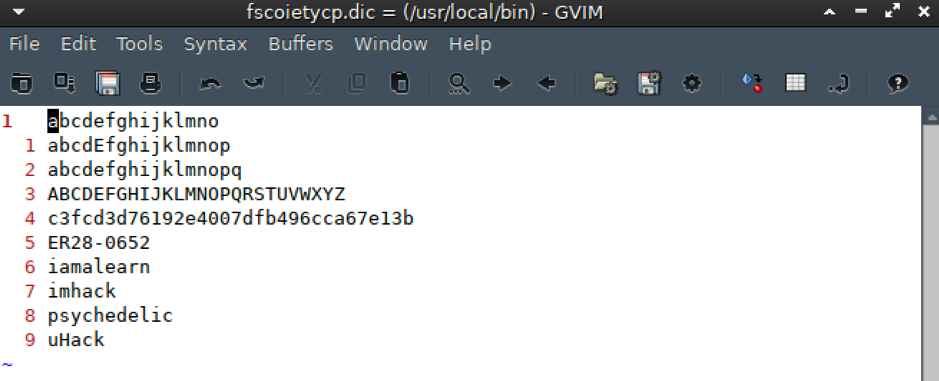 fscoietycp.dic = (/usr/local/bin) - GVIM
File Edit Tools Syntax Buffers Window Help
1 abcdefghijklmno
1 abcdEfghijklmnop
2 abcdefghijklmnopq
3 ABCDEFGHIJKLMNOPQRSTUVWXYZ
4 c3fcd3d76192e4007dfb496cca67e13b
5 ER28-0652
6 iamalearn
7 imhack
8 psychedelic
9 uHack
~